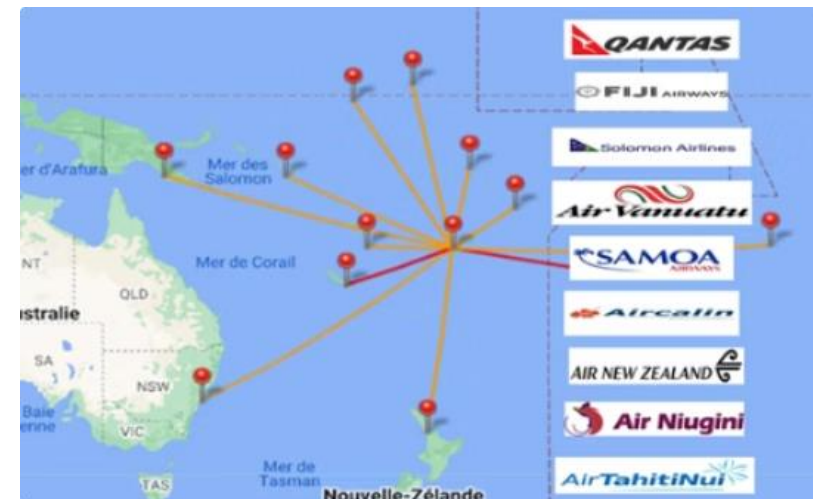 QANTAS
FIJI AIRWAYS
er d'Arafura
Mer des
Salomon
Solomon Airlines
Air Vanuatu
NT
Mer de Corail
SAMOA
AIRWAYS
QLD
stralie
Aircalin
SA
NSW
AIR NEW ZEALAND
Baie
enne
VIC
Air Niugini
TAS
Mer de
Tasman
Nouvelle-Zélande
AirTahitiNui